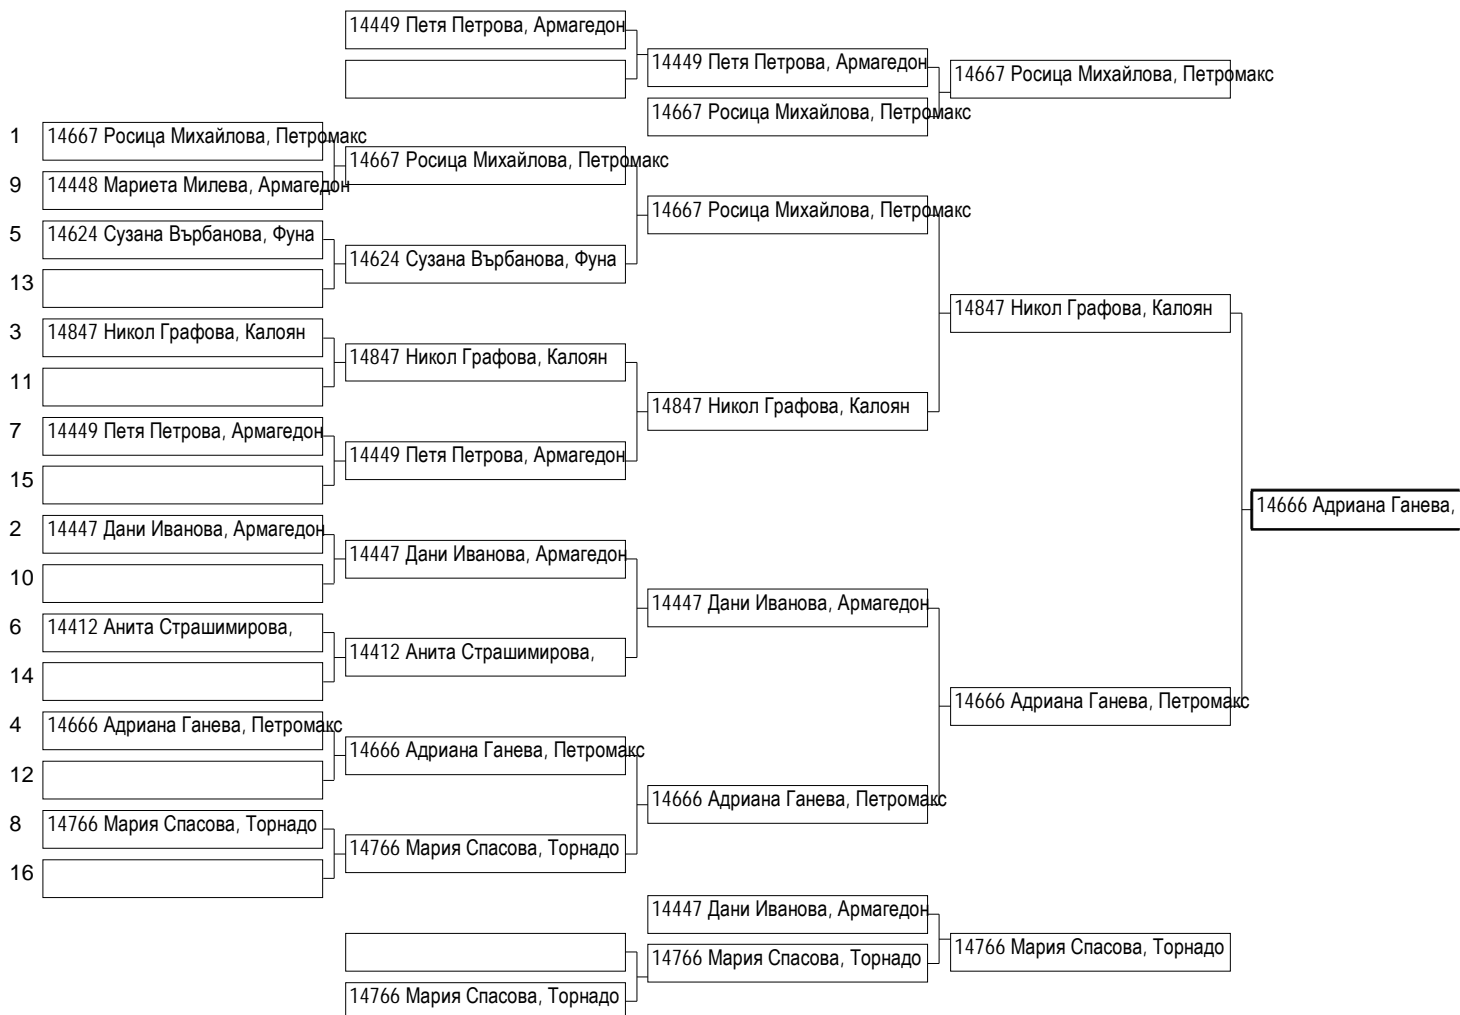 14449 Петя Петрова, Армагедон
14449 Петя Петрова, Армагедон
14667 Росица Михайлова, Петромакс
14667 Росица Михайлова, Петромакс
1 14667 Росица Михайлова, Петромакс
14667 Росица Михайлова, Петромакс
9 14448 Мариета Милева, Армагедон
14667 Росица Михайлова, Петромакс
5 14624 Сузана Върбанова, Фуна
14624 Сузана Върбанова, Фуна
13
14847 Никол Графова, Калоян
3 14847 Никол Графова, Калоян
14847 Никол Графова, Калоян
11
14847 Никол Графова, Калоян
7 14449 Петя Петрова, Армагедон
14449 Петя Петрова, Армагедон
15
14666 Адриана Ганева,
2 14447 Дани Иванова, Армагедон
14447 Дани Иванова, Армагедон
10
14447 Дани Иванова, Армагедон
6 14412 Анита Страшимирова,
14412 Анита Страшимирова,
14
14666 Адриана Ганева, Петромакс
4 14666 Адриана Ганева, Петромакс
14666 Адриана Ганева, Петромакс
12
14666 Адриана Ганева, Петромакс
8 14766 Мария Спасова, Торнадо
14766 Мария Спасова, Торнадо
16
14447 Дани Иванова, Армагедон
14766 Мария Спасова, Торнадо
14766 Мария Спасова, Торнадо
14766 Мария Спасова, Торнадо